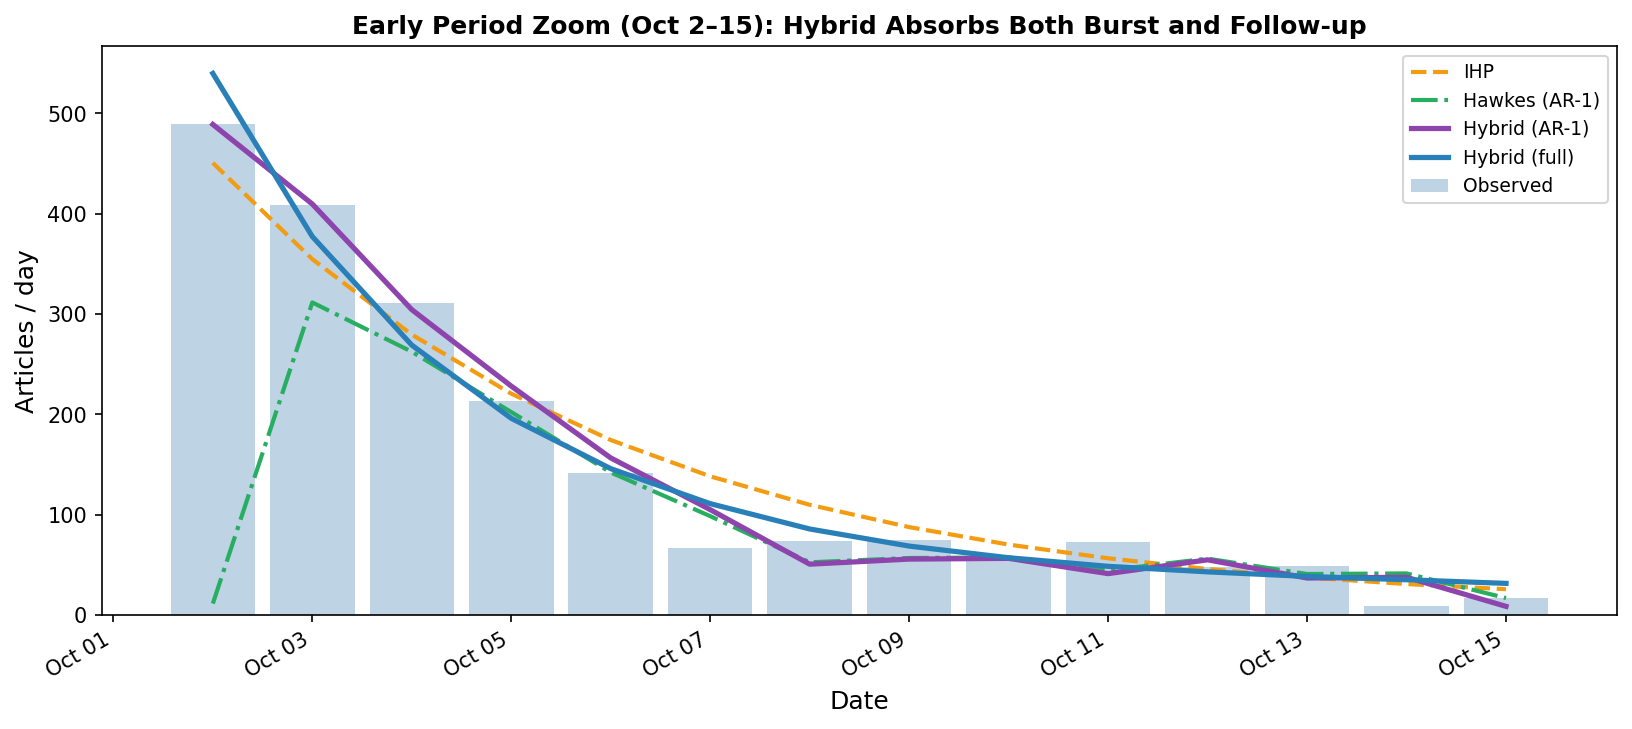 Early Period Zoom (Oct 2–15): Hybrid Absorbs Both Burst and Follow-up
IHP
Hawkes (AR-1)
Hybrid (AR-1)
Hybrid (full)
Observed
Articles / day
500
400
300
200
100
0
Oct 01
Oct 03
Oct 05
Oct 07
Oct 09
Oct 11
Oct 13
Oct 15
Date